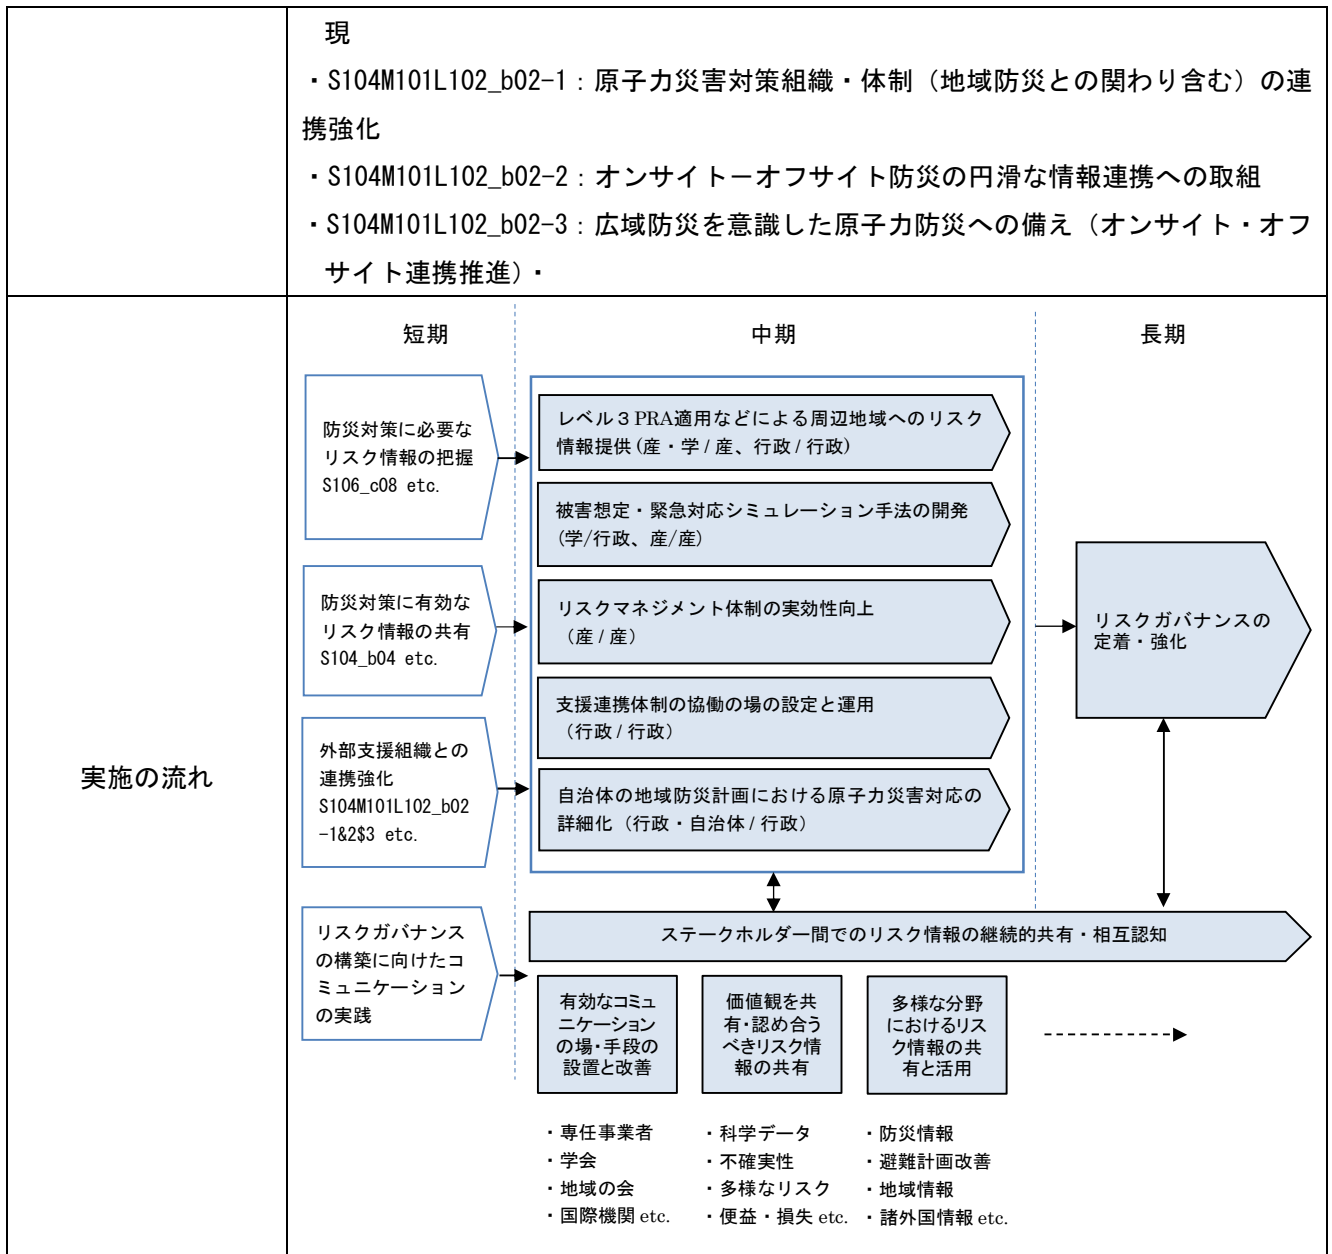 現
・S104M101L102_b02-1：原子力災害対策組織・体制（地域防災との関わり含む）の連
携強化
・S104M101L102_b02-2：オンサイト－オフサイト防災の円滑な情報連携への取組
・S104M101L102_b02-3：広域防災を意識した原子力防災への備え（オンサイト・オフ
サイト連携推進）・
実施の流れ
短期
中期
長期
防災対策に必要な
リスク情報の把握
S106_c08 etc.
防災対策に有効な
リスク情報の共有
S104_b04 etc.
外部支援組織との
連携強化
S104M101L102_b02
-1&2$3 etc.
リスクガバナンス
の構築に向けたコ
ミュニケーション
の実践
レベル３PRA適用などによる周辺地域へのリスク
情報提供(産・学 / 産、行政 / 行政)
被害想定・緊急対応シミュレーション手法の開発
(学/行政、産/産)
リスクマネジメント体制の実効性向上
（産 / 産）
支援連携体制の協働の場の設定と運用
（行政 / 行政）
自治体の地域防災計画における原子力災害対応の
詳細化（行政・自治体 / 行政）
リスクガバナンスの
定着・強化
ステークホルダー間でのリスク情報の継続的共有・相互認知
有効なコミュ
ニケーション
の場・手段の
設置と改善
価値観を共
有・認め合う
べきリスク情
報の共有
多様な分野
におけるリス
ク情報の共
有と活用
・専任事業者
・学会
・地域の会
・国際機関 etc.
・科学データ
・不確実性
・多様なリスク
・便益・損失 etc.
・防災情報
・避難計画改善
・地域情報
・諸外国情報 etc.